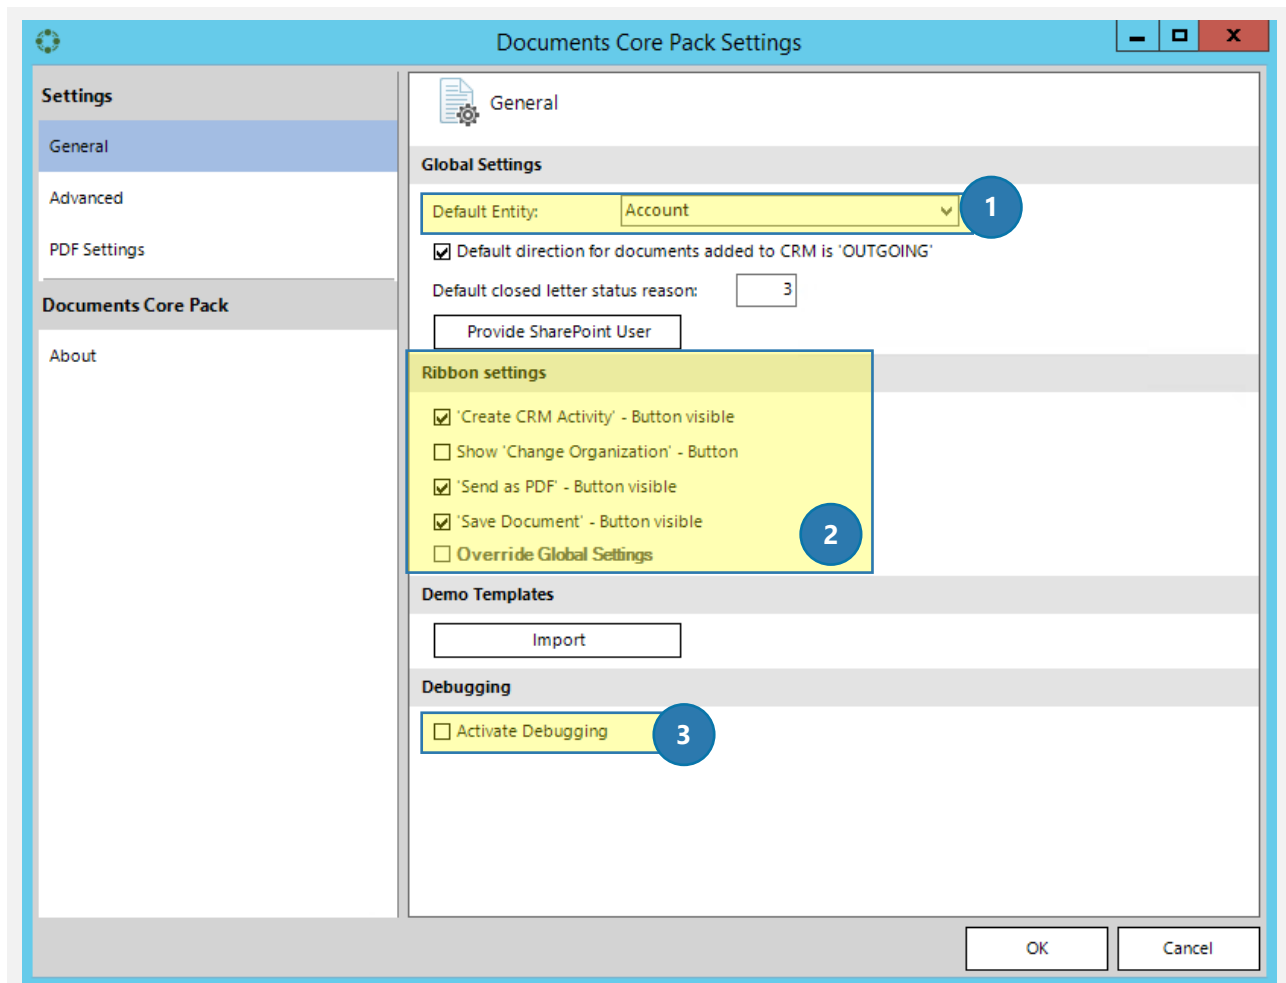 Documents Core Pack Settings
Settings
General
Advanced
PDF Settings
Documents Core Pack
About
General
Global Settings
Default Entity: Account
1
Default direction for documents added to CRM is 'OUTGOING'
Default closed letter status reason: 3
Provide SharePoint User
Ribbon settings
'Create CRM Activity' - Button visible
Show 'Change Organization' - Button
'Send as PDF' - Button visible
'Save Document' - Button visible
2
Override Global Settings
Demo Templates
Import
Debugging
Activate Debugging
3
OK
Cancel